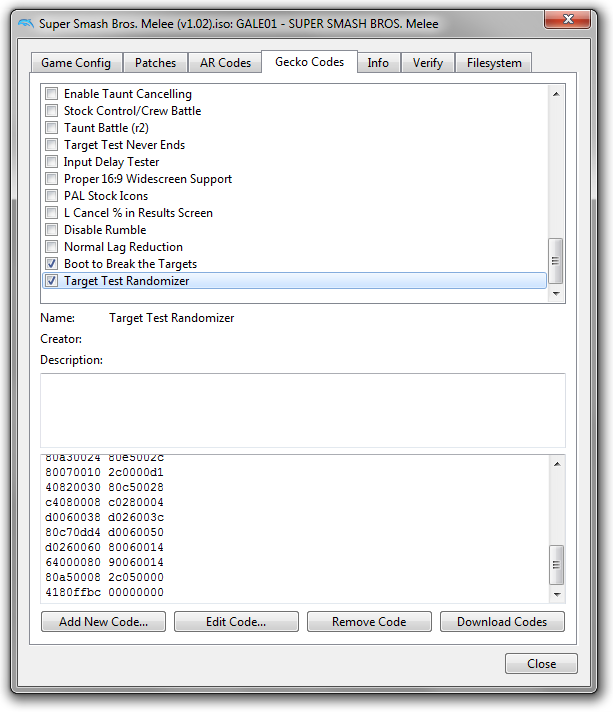 Super Smash Bros. Melee (v1.02).iso: GALE01 - SUPER SMASH BROS. Melee
Game Config Patches AR Codes Gecko Codes Info Verify Filesystem
Enable Taunt Cancelling
Stock Control/Crew Battle
Taunt Battle (r2)
Target Test Never Ends
Input Delay Tester
Proper 16:9 Widescreen Support
PAL Stock Icons
L Cancel % in Results Screen
Disable Rumble
Normal Lag Reduction
Boot to Break the Targets
Target Test Randomizer
Name: Target Test Randomizer
Creator:
Description:
80a30024 80e5002c
80070010 2c0000d1
40820030 80c50028
c4080008 c0280004
d0060038 d026003c
80c70dd4 d0060050
d0260060 80060014
64000080 90060014
80a50008 2c050000
4180ffbc 00000000
Add New Code... Edit Code... Remove Code Download Codes
Close